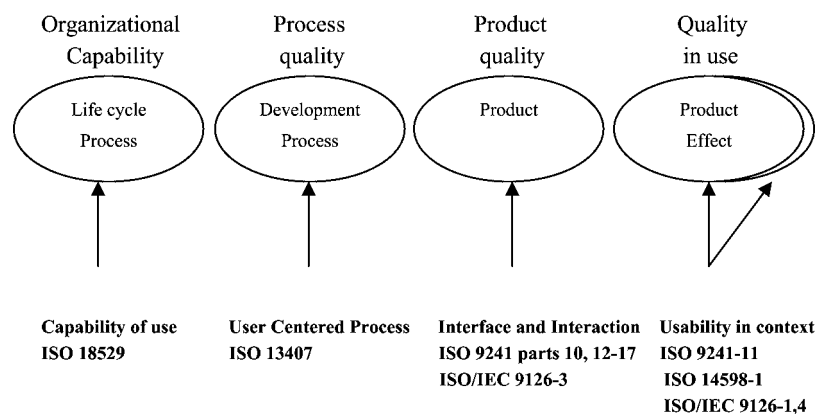 Organizational
Capability
Process
quality
Product
quality
Quality
in use
Life cycle
Process
Development
Process
Product
Product
Effect
Capability of use
ISO 18529
User Centered Process
ISO 13407
Interface and Interaction
ISO 9241 parts 10, 12-17
ISO/IEC 9126-3
Usability in context
ISO 9241-11
ISO 14598-1
ISO/IEC 9126-1,4